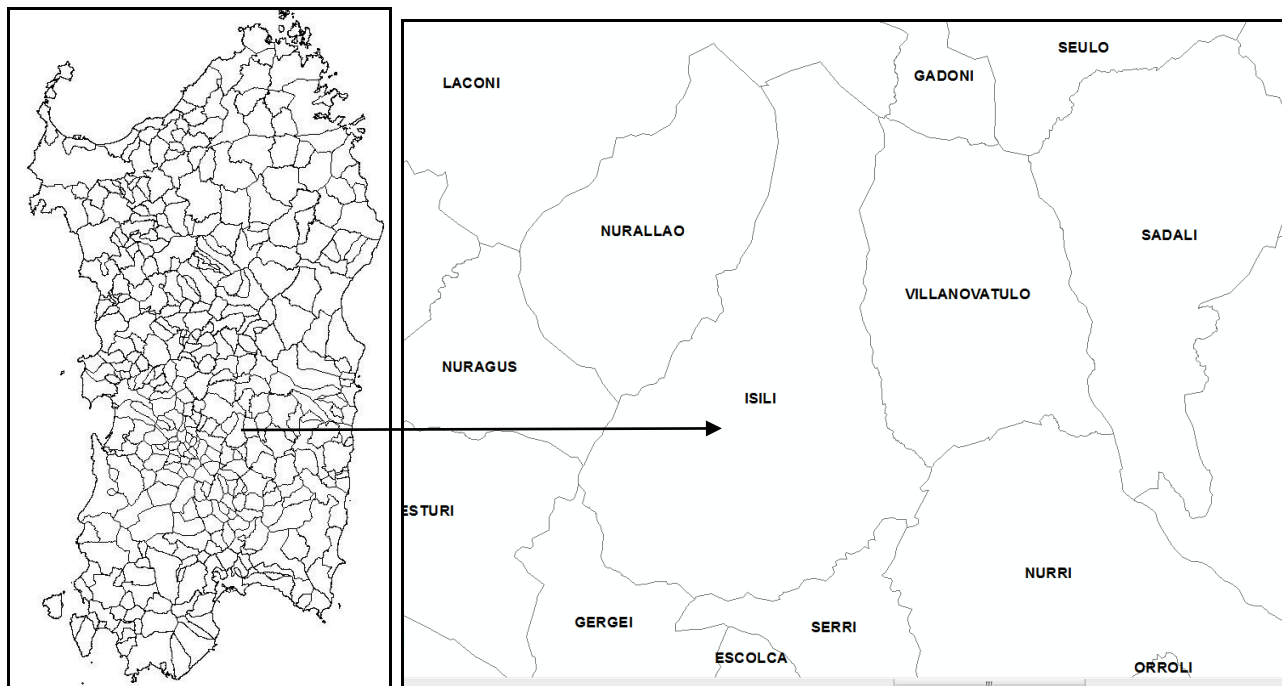 SEULO
GADONI
LACONI
NURALLAO
SADALI
VILLANOVATULO
NURAGUS
ISILI
ESTURI
NURRI
GERGEI
SERRI
ESCOLCA
ORROLI